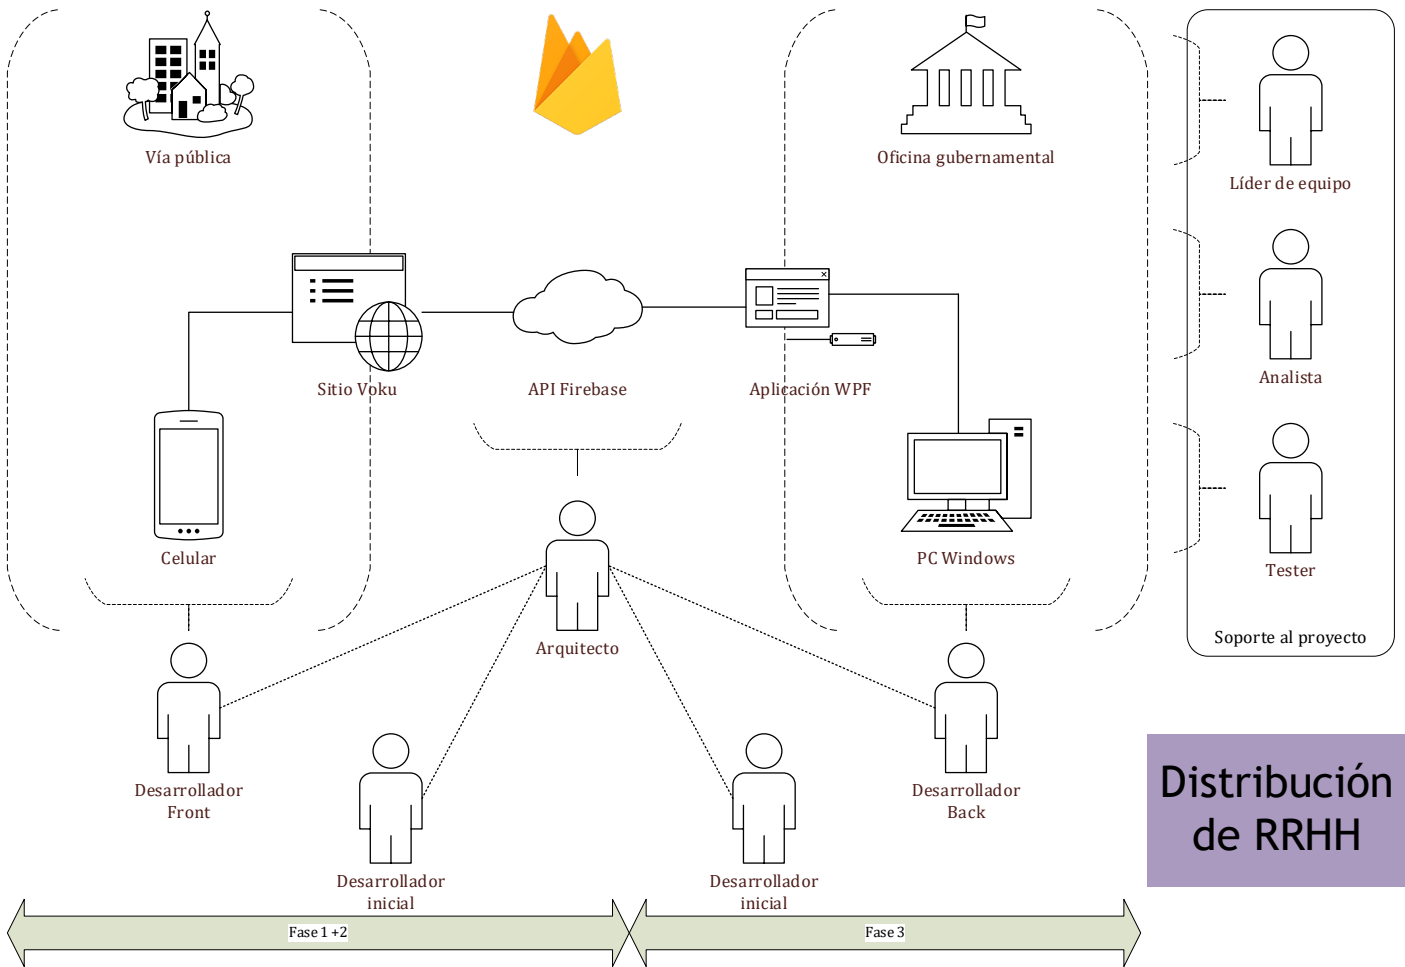 Vía pública
Oficina gubernamental
Líder de equipo
Sitio Voku
API Firebase
Aplicación WPF
Analista
Celular
PC Windows
Tester
Arquitecto
Soporte al proyecto
Desarrollador
Front
Desarrollador
Back
Desarrollador
inicial
Desarrollador
inicial
Distribución
de RRHH
Fase 1 +2
Fase 3